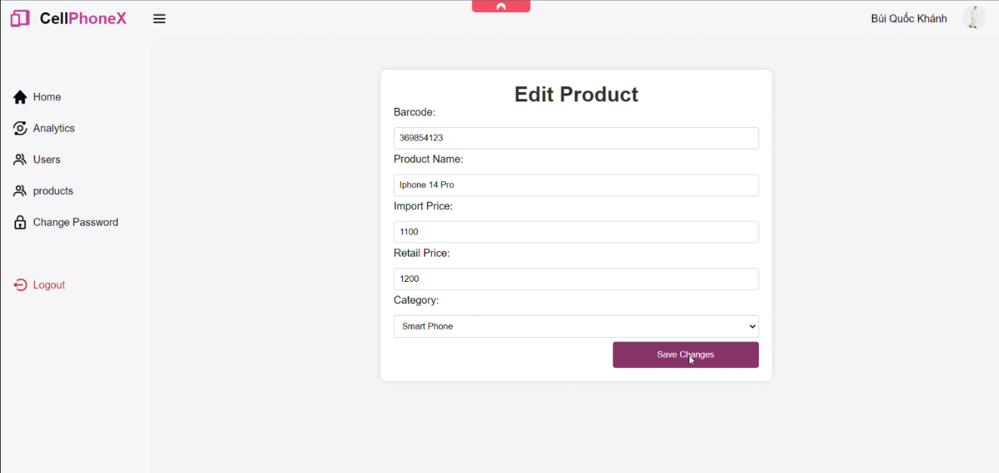 CellPhoneX
Bùi Quốc Khánh
Home
Analytics
Users
products
Change Password
Logout
Edit Product
Barcode:
369854123
Product Name:
Iphone 14 Pro
Import Price:
1100
Retail Price:
1200
Category:
Smart Phone
Save Changes